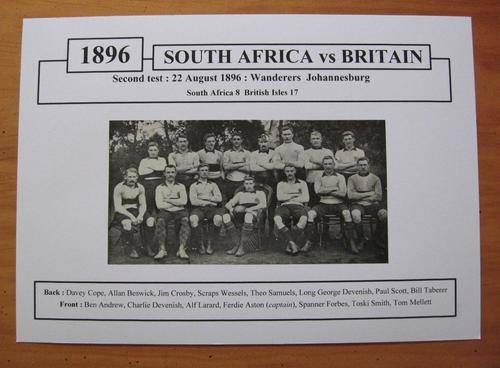 1896
SOUTH AFRICA vs BRITAIN
Second test : 22 August 1896 : Wanderers Johannesburg
South Africa 8 British Isles 17
Back : Davey Cope, Allan Beswick, Jim Crosby, Scraps Wessels, Theo Samuels, Long George Devenish, Paul Scott, Bill Taberer
Front : Ben Andrew, Charlie Devenish, Alf Larard, Ferdie Aston (captain), Spanner Forbes, Toski Smith, Tom Mellett